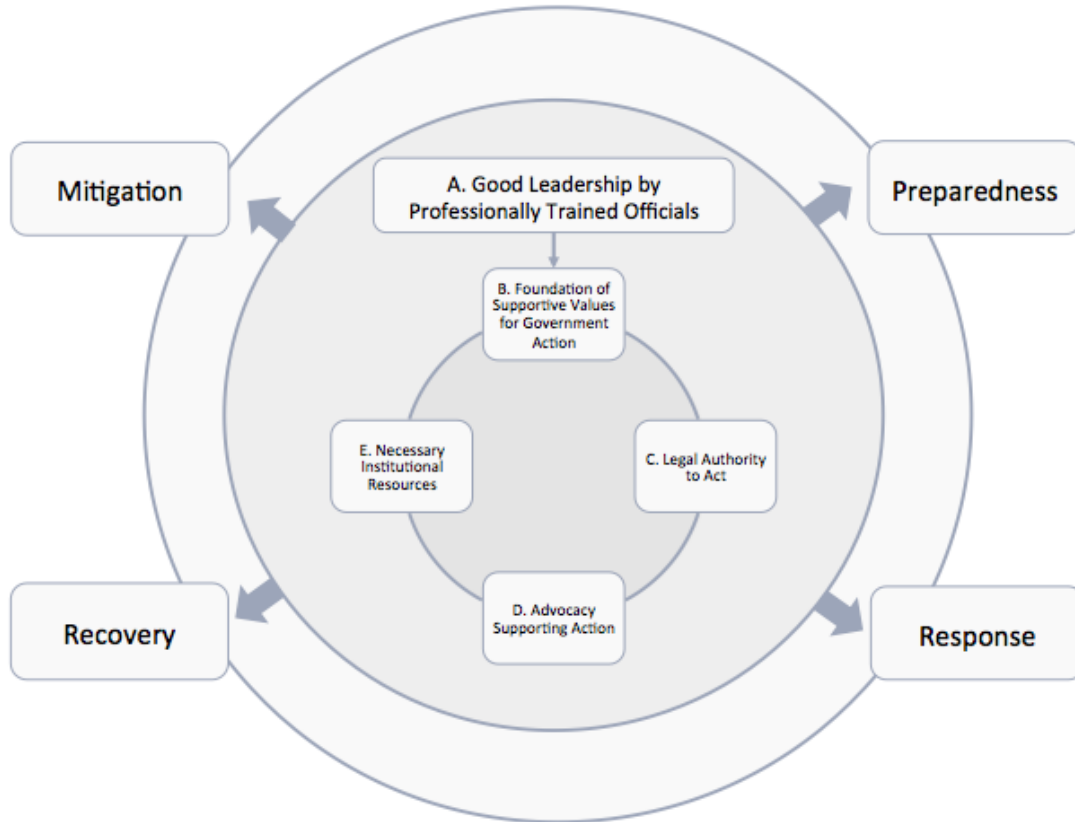 Mitigation
A. Good Leadership by
Professionally Trained Officials
Preparedness
B. Foundation of
Supportive Values
for Government
Action
E. Necessary
Institutional
Resources
C. Legal Authority
to Act
D. Advocacy
Supporting Action
Recovery
Response